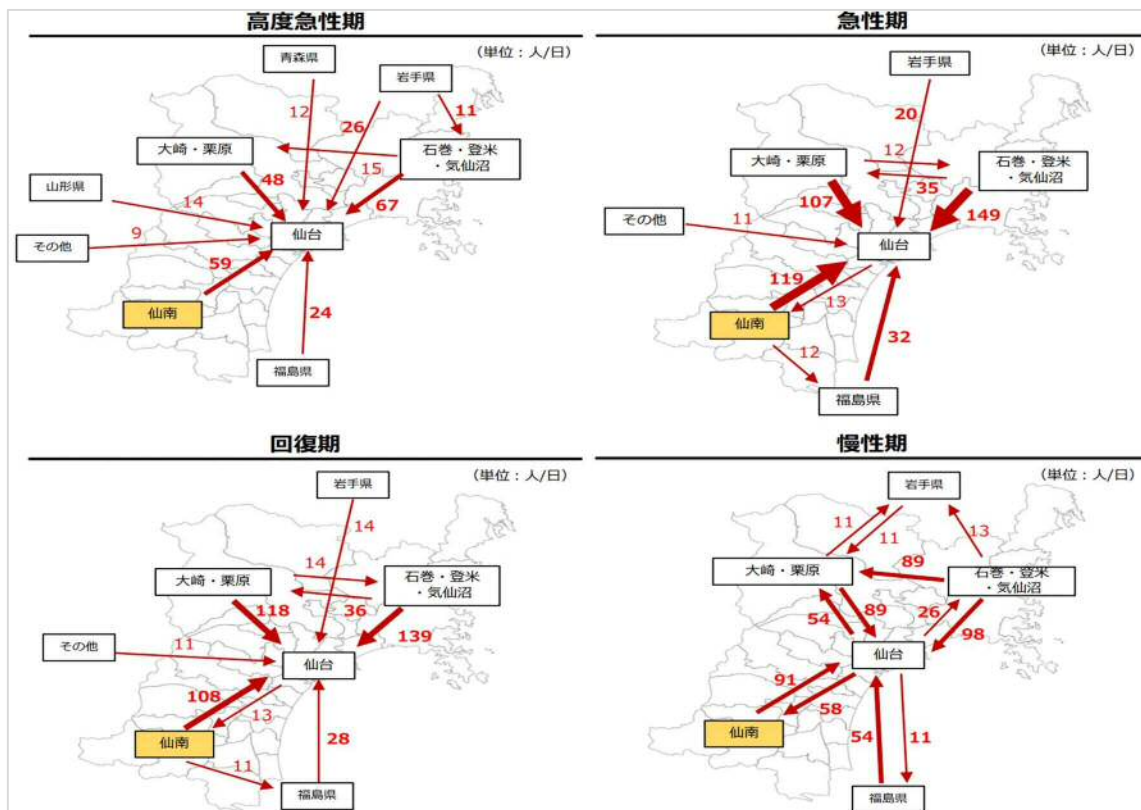 高度急性期
(単位：人/日)
青森県
岩手県
12
26
11
大崎・栗原
石巻・登米
・気仙沼
15
48
67
山形県
14
仙台
その他
9
59
仙南
24
福島県
急性期
(単位：人/日)
岩手県
20
大崎・栗原
12
石巻・登米
・気仙沼
35
107
149
その他
11
仙台
119
13
仙南
32
12
福島県
回復期
(単位：人/日)
岩手県
14
大崎・栗原
14
石巻・登米
・気仙沼
36
118
139
その他
11
仙台
108
13
仙南
28
11
福島県
慢性期
(単位：人/日)
岩手県
11
11
13
大崎・栗原
89
石巻・登米
・気仙沼
89
26
54
98
仙台
91
58
仙南
54
11
福島県